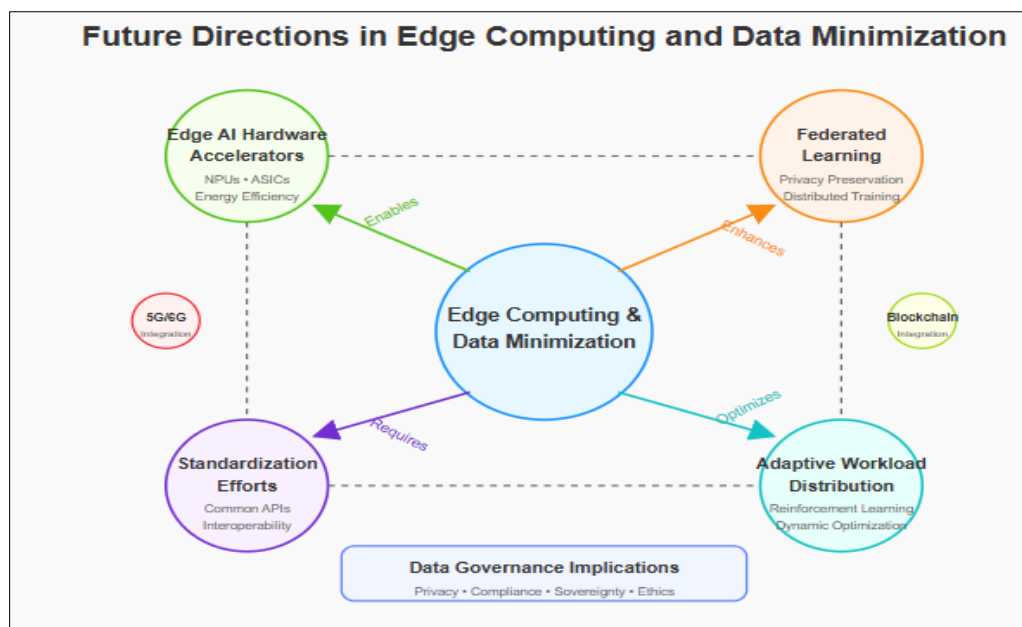 Future Directions in Edge Computing and Data Minimization
Edge AI Hardware
Accelerators
NPUs • ASICs
Energy Efficiency
Federated
Learning
Privacy Preservation
Distributed Training
Enables
Enhances
5G/6G
Integration
Edge Computing &
Data Minimization
Blockchain
Integration
Requires
Optimizes
Standardization
Efforts
Common APIs
Interoperability
Adaptive Workload
Distribution
Reinforcement Learning
Dynamic Optimization
Data Governance Implications
Privacy • Compliance • Sovereignty • Ethics